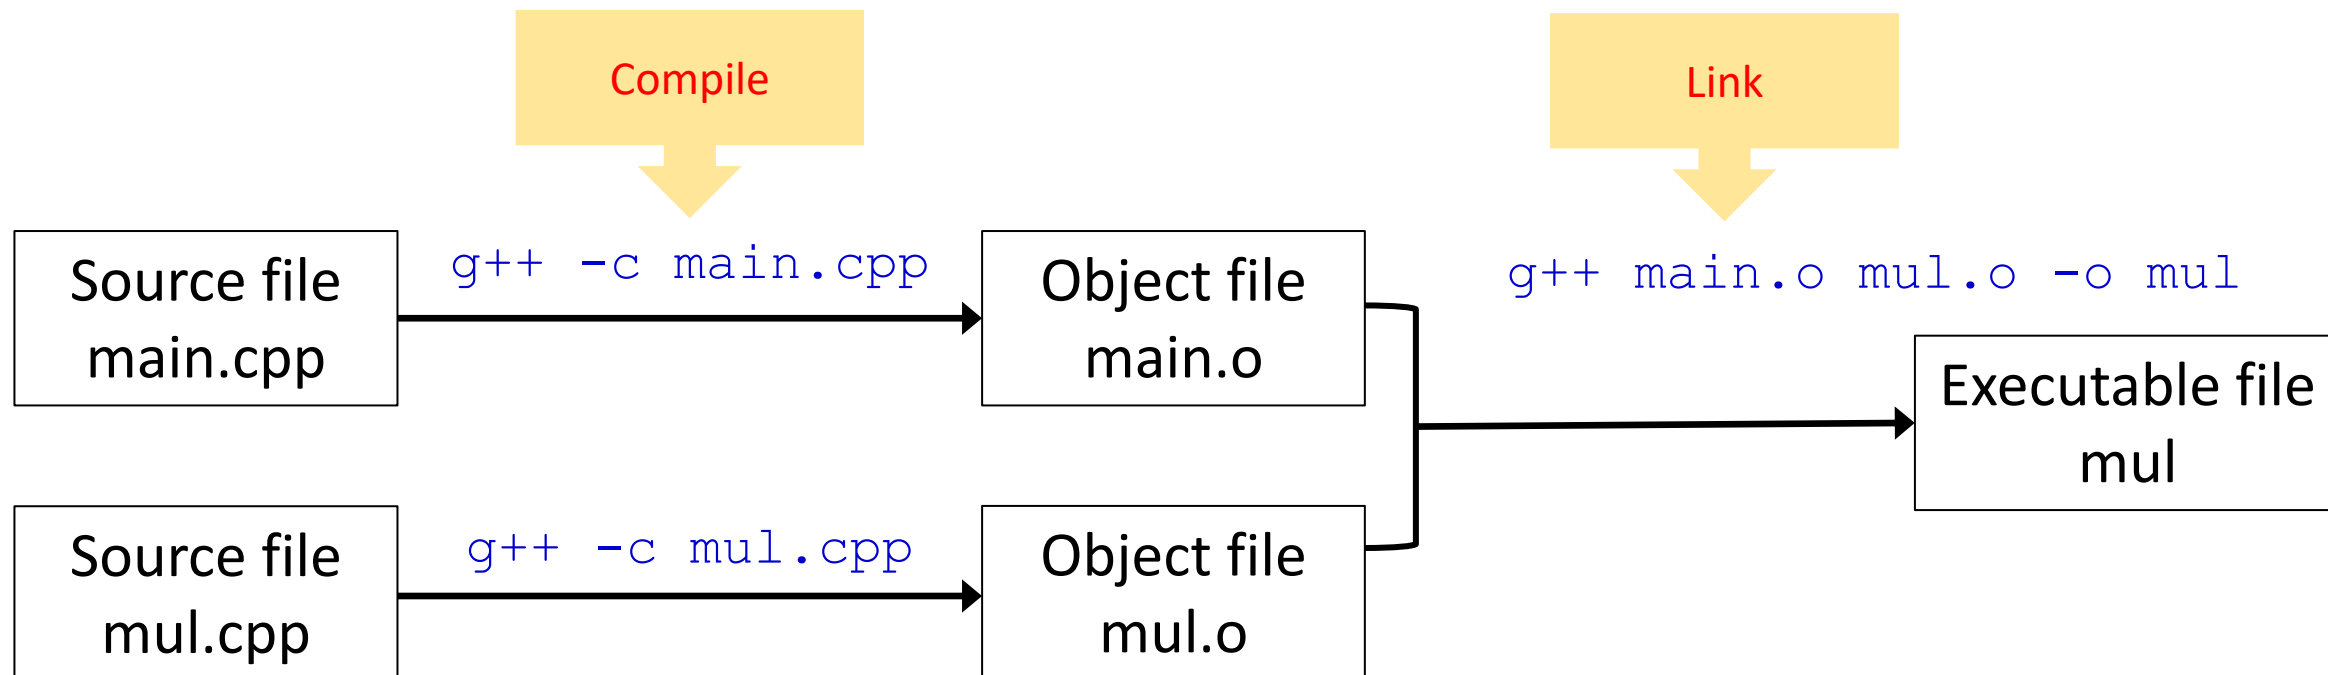 Compile
Link
Source file
main.cpp
g++ -c main.cpp
Object file
main.o
g++ main.o mul.o -o mul
Executable file
mul
Source file
mul.cpp
g++ -c mul.cpp
Object file
mul.o